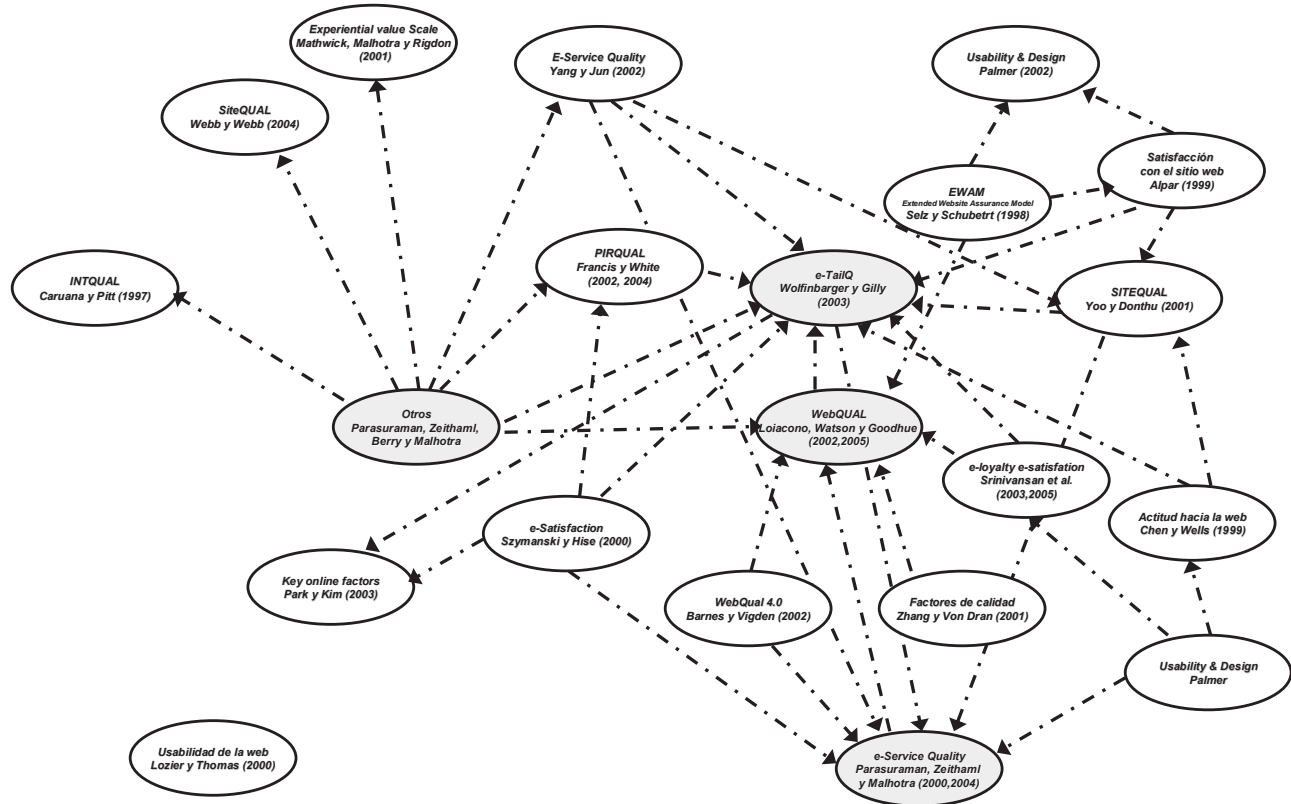 Experiential value Scale
Mathwick, Malhotra y Rigdon
(2001)
E-Service Quality
Yang y Jun (2002)
Usability & Design
Palmer (2002)
SiteQUAL
Webb y Webb (2004)
Satisfacción
con el sitio web
Alpar (1999)
EWAM
Extended Website Assurance Model
Selz y Schubetrt (1998)
PIRQUAL
Francis y White
(2002, 2004)
INTQUAL
Caruana y Pitt (1997)
e-TailQ
Wolfinbarger y Gilly
(2003)
SITEQUAL
Yoo y Donthu (2001)
Otros
Parasuraman, Zeithaml,
Berry y Malhotra
WebQUAL
Loiacono, Watson y Goodhue
(2002,2005)
e-loyalty e-satisfation
Srinivansan et al.
(2003,2005)
Actitud hacia la web
Chen y Wells
(1999)
e-Satisfaction
Szymanski y Hise (2000)
Key online factors
Park y Kim (2003)
WebQual 4.0
Barnes y Vigden (2002)
Factores de calidad
Zhang y Von Dran (2001)
Usability & Design
Palmer
Usabilidad de la web
Lozier y Thomas (2000)
e-Service Quality
Parasuraman, Zeithaml
y Malhotra (2000,2004)